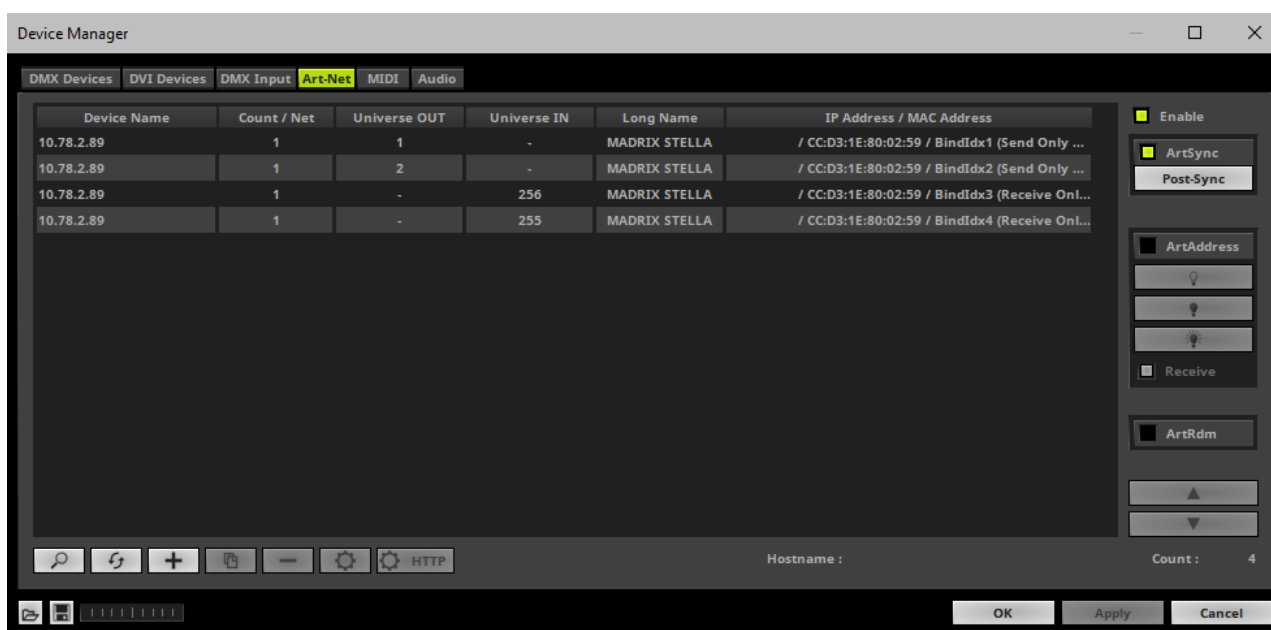 Device Manager
DMX Devices DVI Devices DMX Input Art-Net MIDI Audio
Device Name Count / Net Universe OUT Universe IN Long Name IP Address / MAC Address
10.78.2.89 1 1 - MADRIX STELLA / CC:D3:1E:80:02:59 / BindIdx1 (Send Only ...
10.78.2.89 1 2 - MADRIX STELLA / CC:D3:1E:80:02:59 / BindIdx2 (Send Only ...
10.78.2.89 1 - 256 MADRIX STELLA / CC:D3:1E:80:02:59 / BindIdx3 (Receive Onl...
10.78.2.89 1 - 255 MADRIX STELLA / CC:D3:1E:80:02:59 / BindIdx4 (Receive Onl...
Enable
ArtSync
Post-Sync
ArtAddress
Receive
ArtRdm
HTTP
Hostname :
Count : 4
OK Apply Cancel